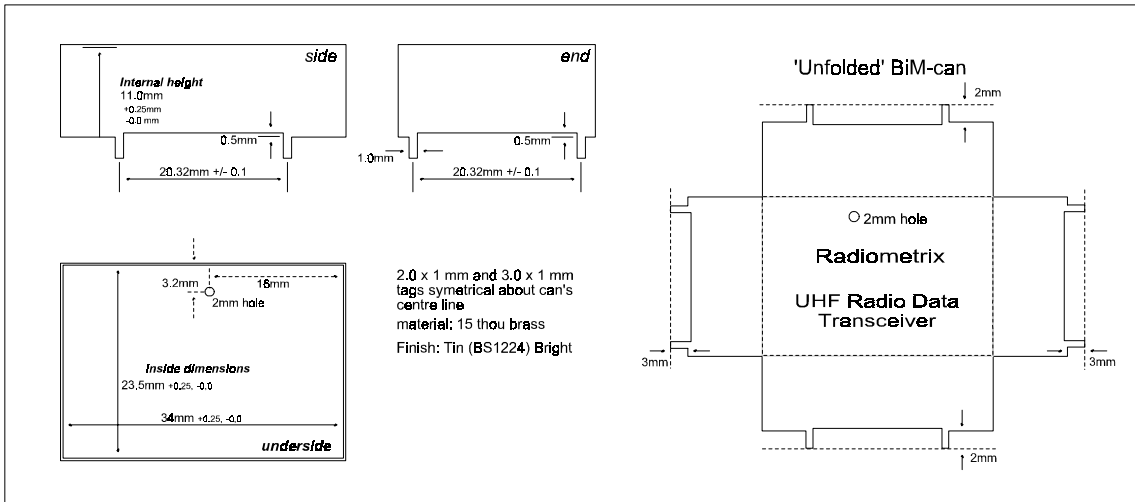 side
Internal height
11.0mm
+0.25mm
-0.0 mm
0.5mm
20.32mm +/- 0.1
end
0.5mm
1.0mm
20.32mm +/- 0.1
'Unfolded' BiM-can
2mm
2mm hole
Radiometrix
UHF Radio Data
Transceiver
3mm
3mm
2mm
3.2mm
16mm
2mm hole
Inside dimensions
23.5mm +0.25, -0.0
34mm +0.25, -0.0
underside
2.0 x 1 mm and 3.0 x 1 mm
tags symetrical about can's
centre line
material: 15 thou brass
Finish: Tin (BS1224) Bright